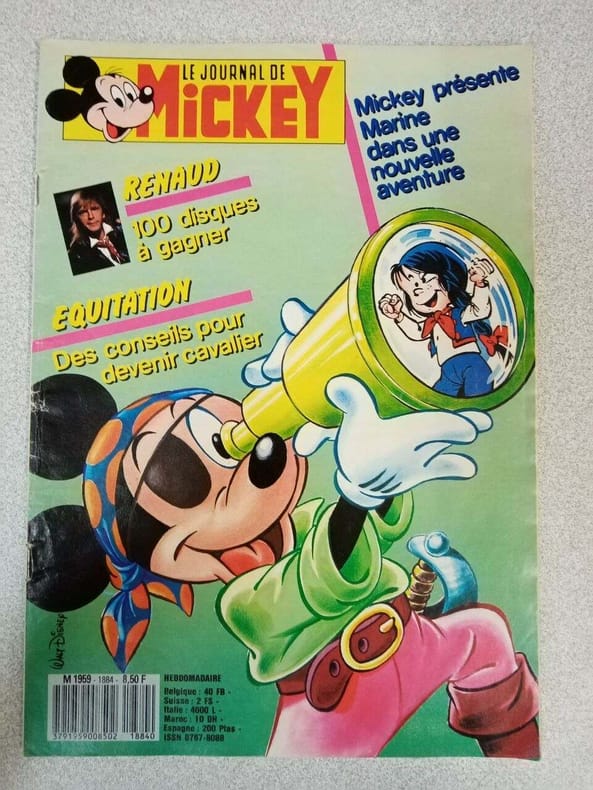 LE JOURNAL DE
MiCKEY
Mickey présente
Marine
dans une
nouvelle
aventure
RENAUD
100 disques
à gagner
EQUITATION
Des conseils pour
devenir cavalier
WALT DISNEY
M 1959 - 1884 - 8,50 F
3791959008502
18840
HEBDOMADAIRE
Belgique : 40 FB -
Suisse : 2 FS -
Italie : 4600 L -
Maroc : 10 DH -
Espagne : 200 Ptas -
ISSN 0767-8088